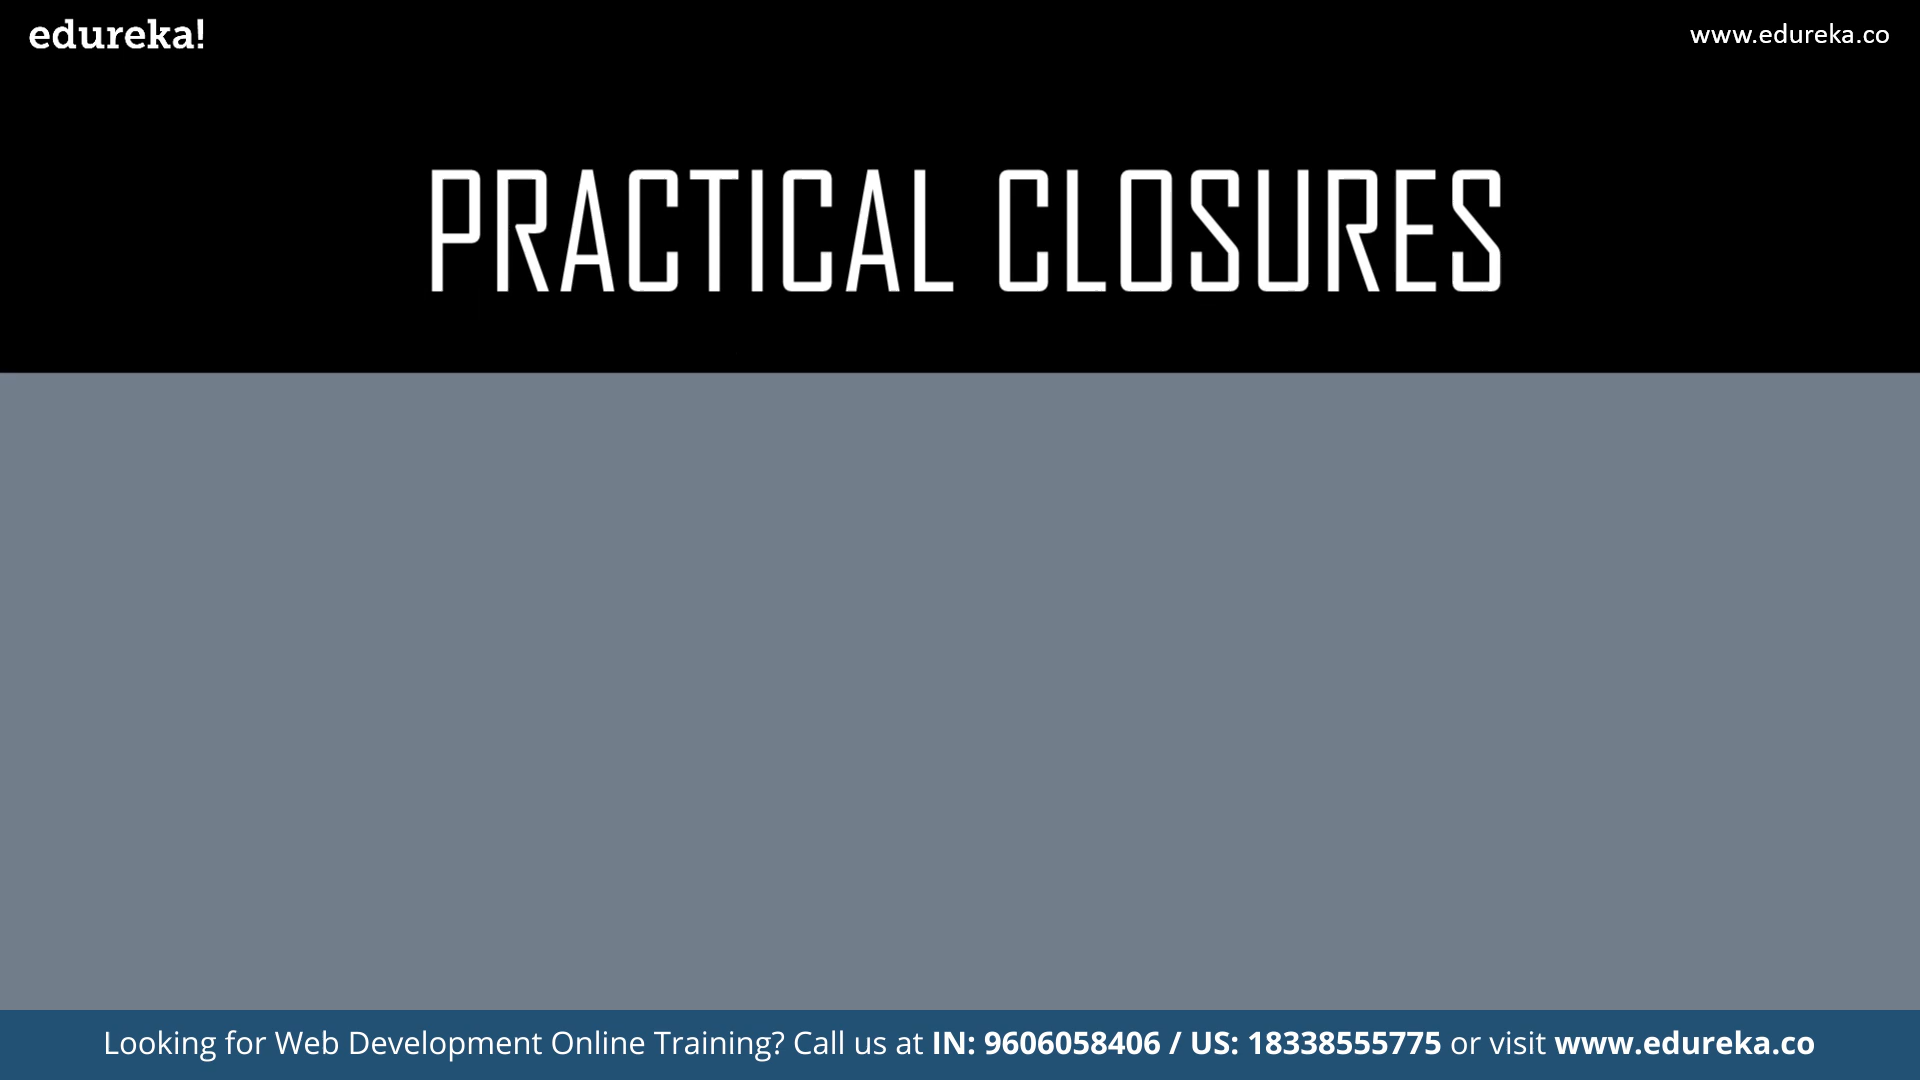 edureka!
www.edureka.co
PRACTICAL CLOSURES
Looking for Web Development Online Training? Call us at IN: 9606058406 / US: 18338555775 or visit www.edureka.co